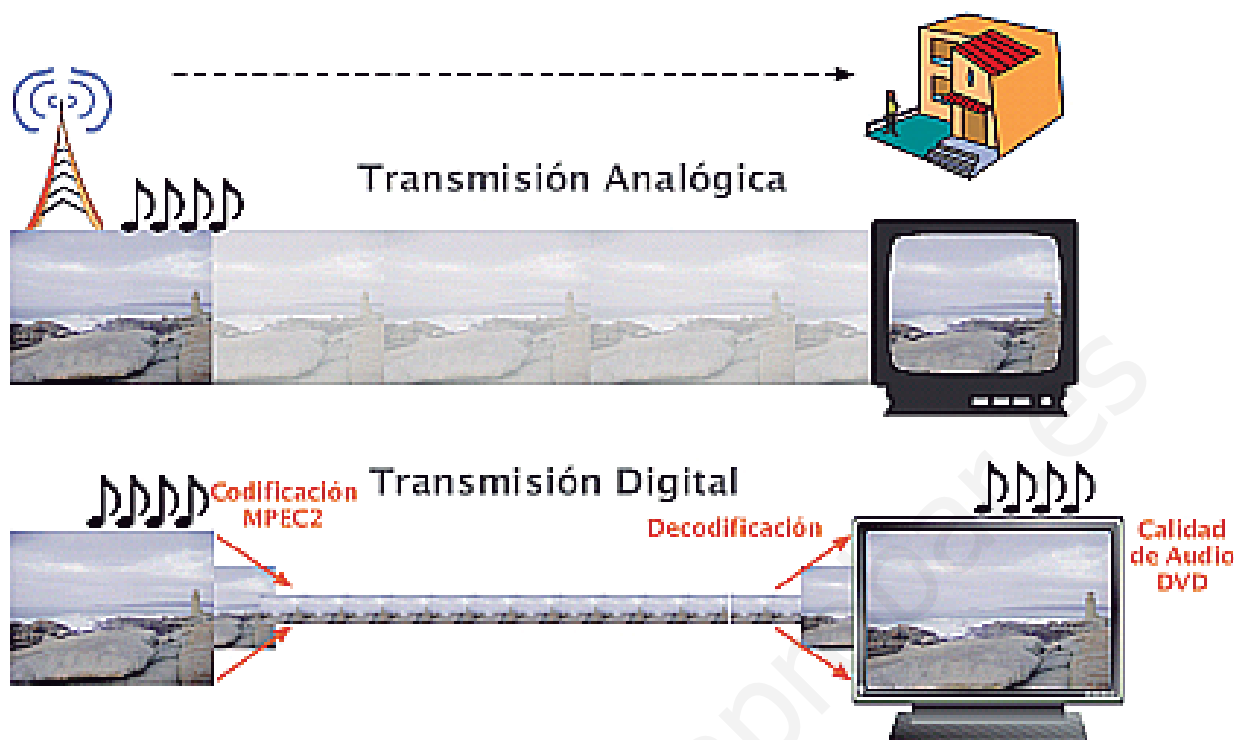 Transmisión Analógica
Transmisión Digital
Codificación
MPEC2
Decodificación
Calidad
de Audio
DVD